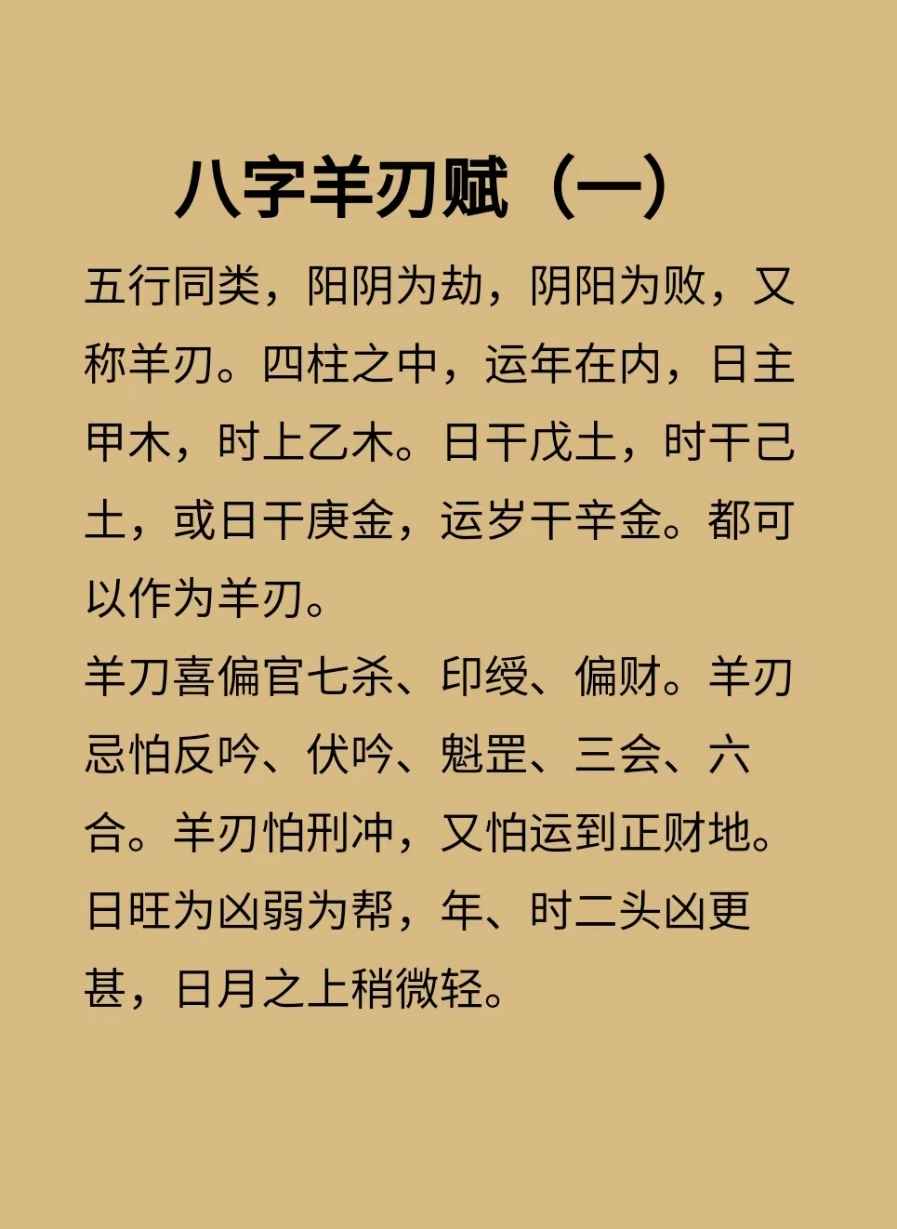 八字羊刃赋（一）
五行同类，阳阴为劫，阴阳为败，又
称羊刃。四柱之中，运年在内，日主
甲木，时上乙木。日干戊土，时干己
土，或日干庚金，运岁干辛金。都可
以作为羊刃。
羊刀喜偏官七杀、印绶、偏财。羊刃
忌怕反吟、伏吟、魁罡、三会、六
合。羊刃怕刑冲，又怕运到正财地。
日旺为凶弱为帮，年、时二头凶更
甚，日月之上稍微轻。